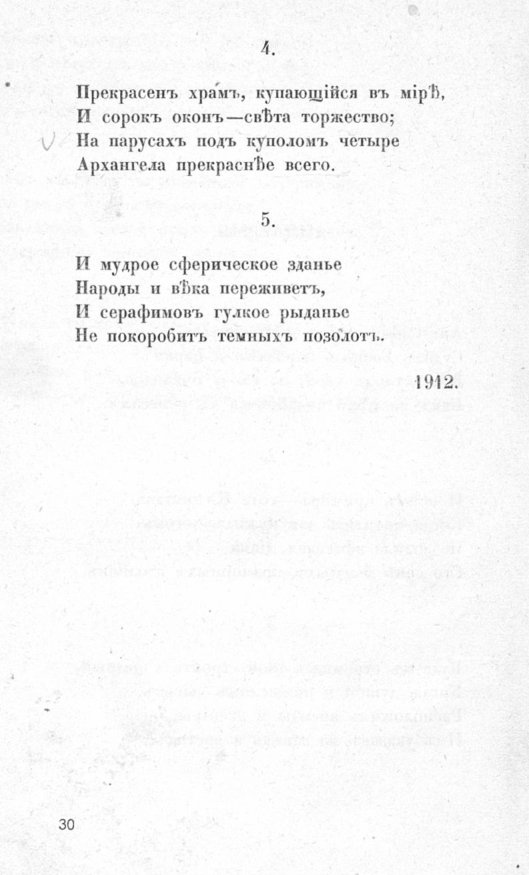 4.
Прекрасенъ храмъ, купающійся въ мірѣ,
И сорок оконъ—свѣта торжество;
На парусахъ подъ куполомъ четыре
Архангела прекраснѣе всего.
5.
И мудрое сферическое зданье
Народы и вѣка переживетъ,
И серафимовъ гулкое рыданье
Не покоробитъ темныхъ позолотъ.
1912.
30